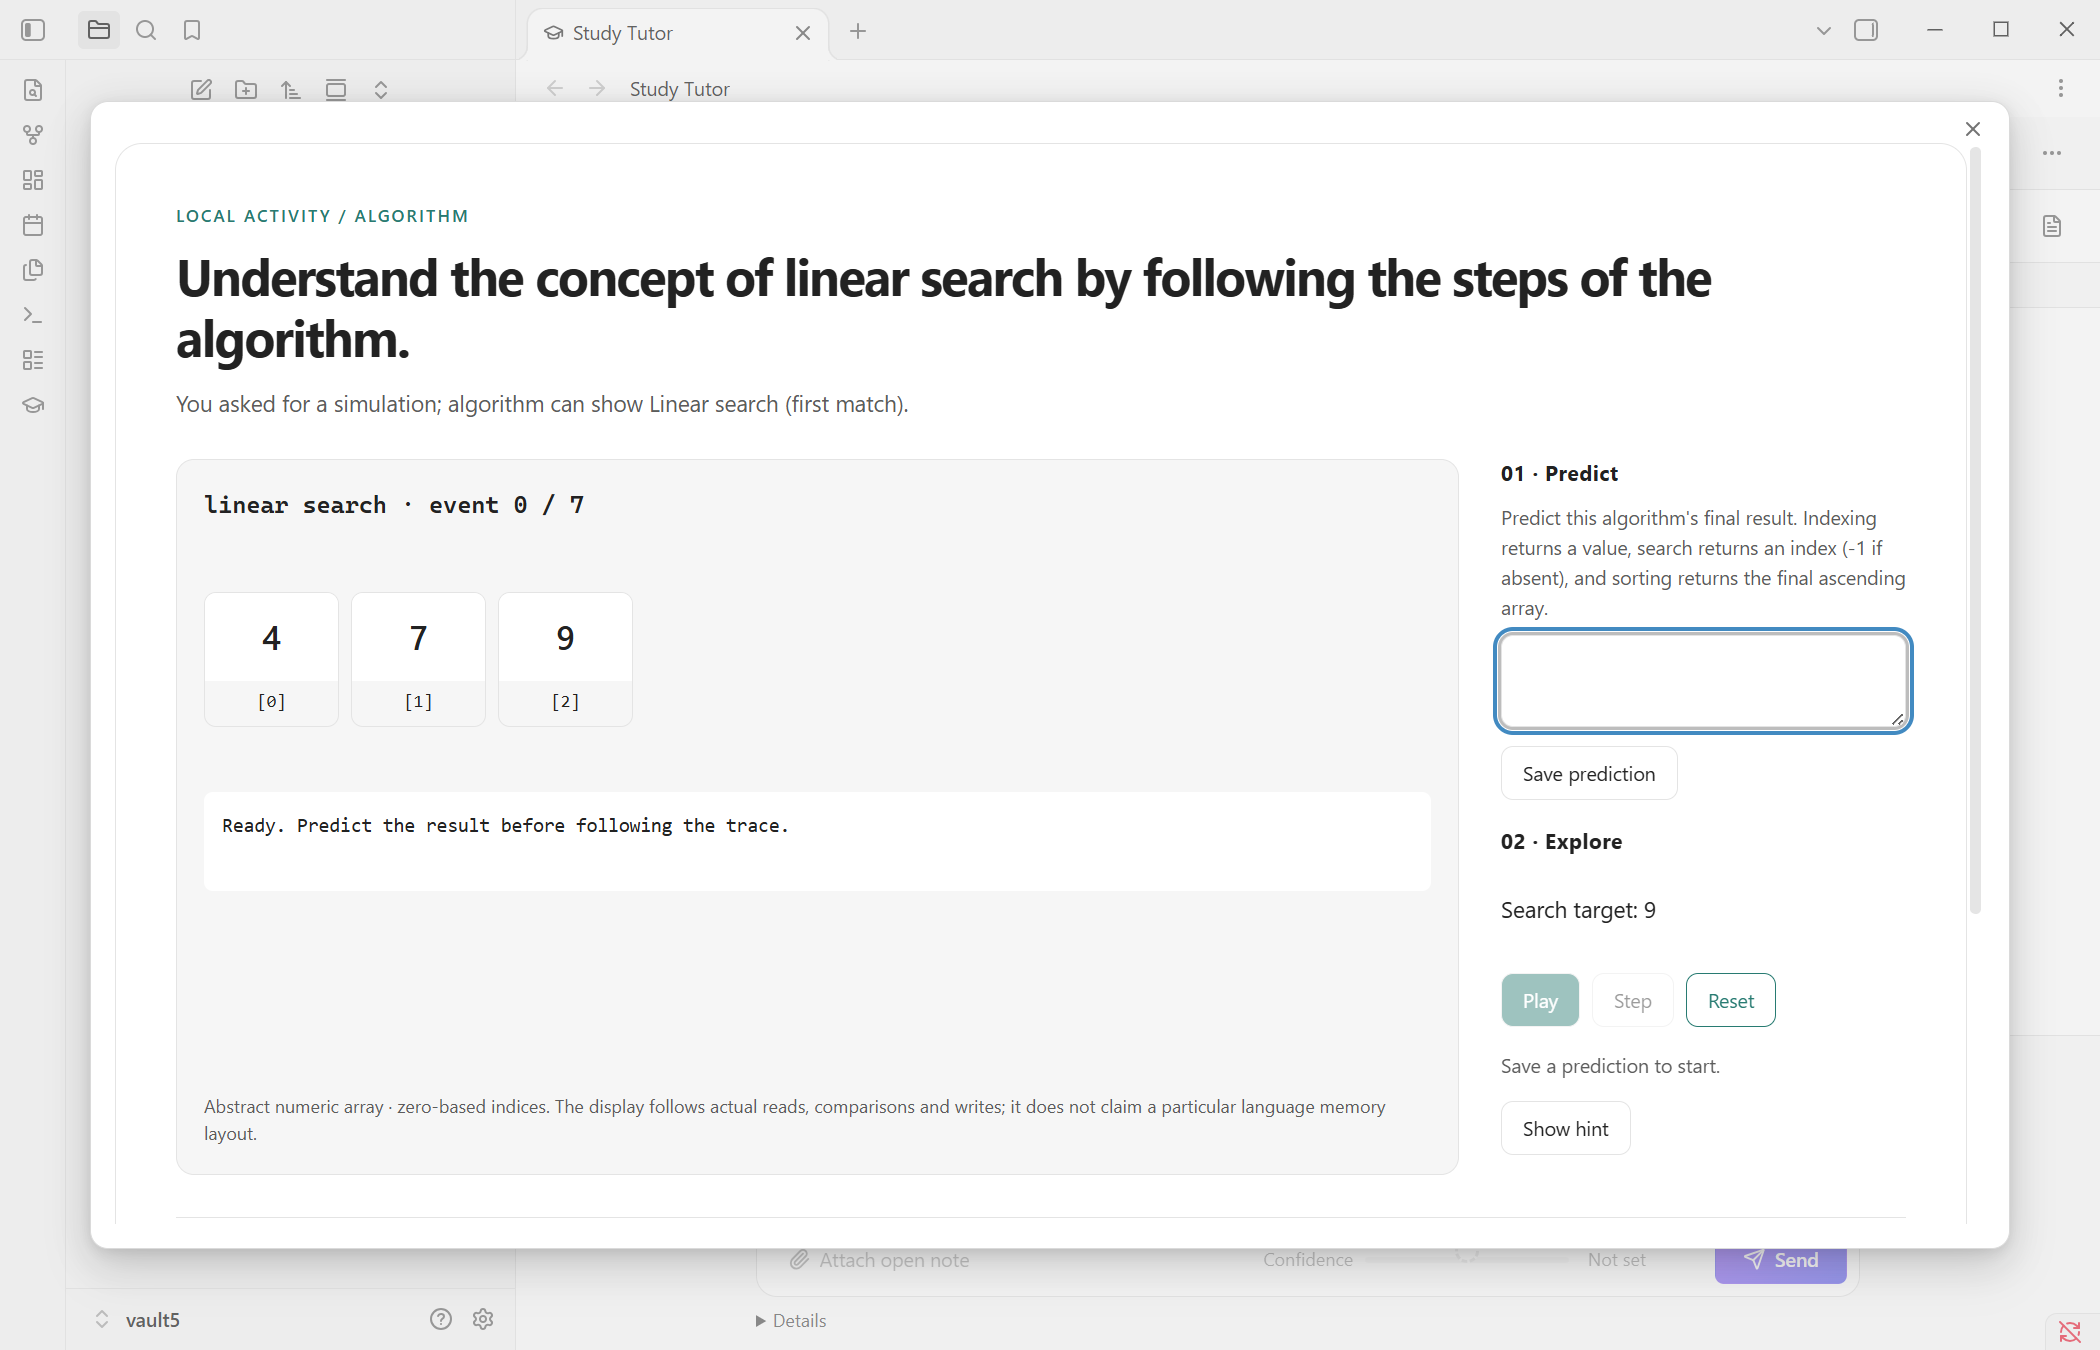 Study Tutor
Study Tutor
LOCAL ACTIVITY / ALGORITHM
Understand the concept of linear search by following the steps of the
algorithm.
You asked for a simulation; algorithm can show Linear search (first match).
linear search · event 0 / 7
4 7 9
[0] [1] [2]
Ready. Predict the result before following the trace.
Abstract numeric array · zero-based indices. The display follows actual reads, comparisons and writes; it does not claim a particular language memory
layout.
01 · Predict
Predict this algorithm's final result. Indexing
returns a value, search returns an index (-1 if
absent), and sorting returns the final ascending
array.
Save prediction
02 · Explore
Search target: 9
Play Step Reset
Save a prediction to start.
Show hint
Attach open note Confidence Not set Send
vault5
Details